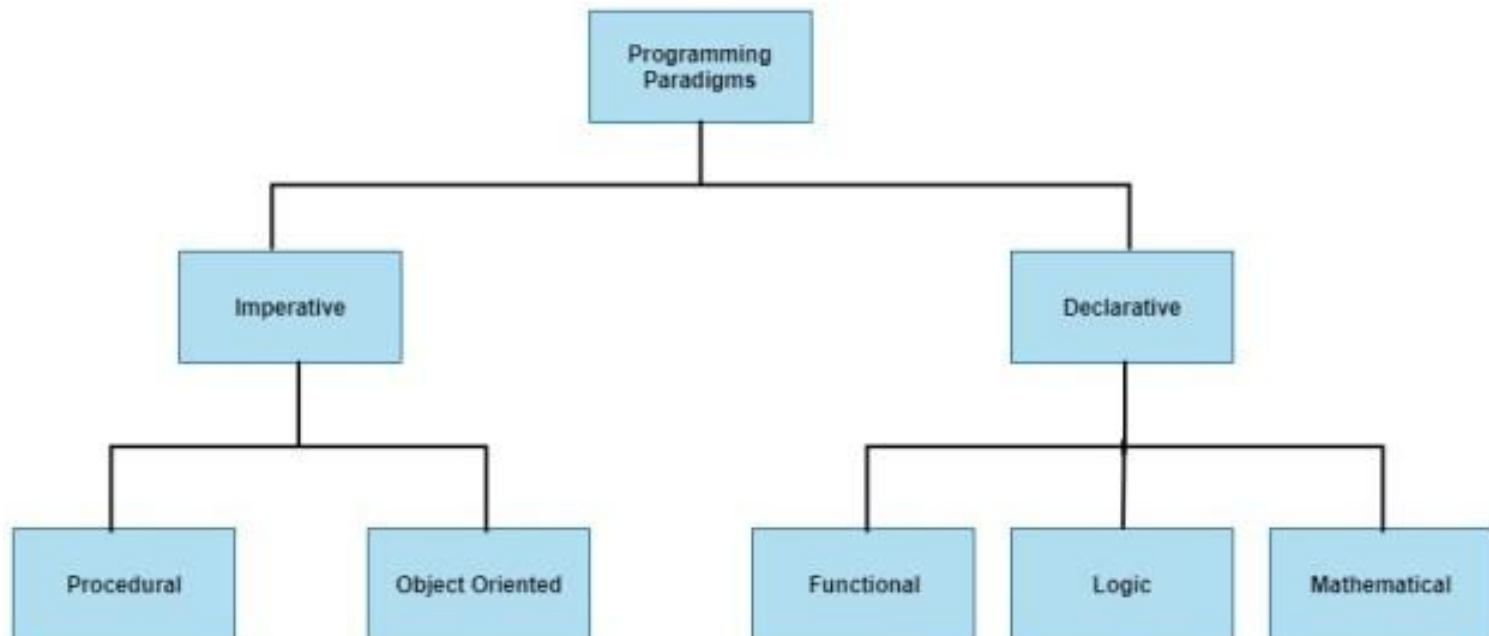 Programming
Paradigms
Imperative
Declarative
Procedural
Object Oriented
Functional
Logic
Mathematical